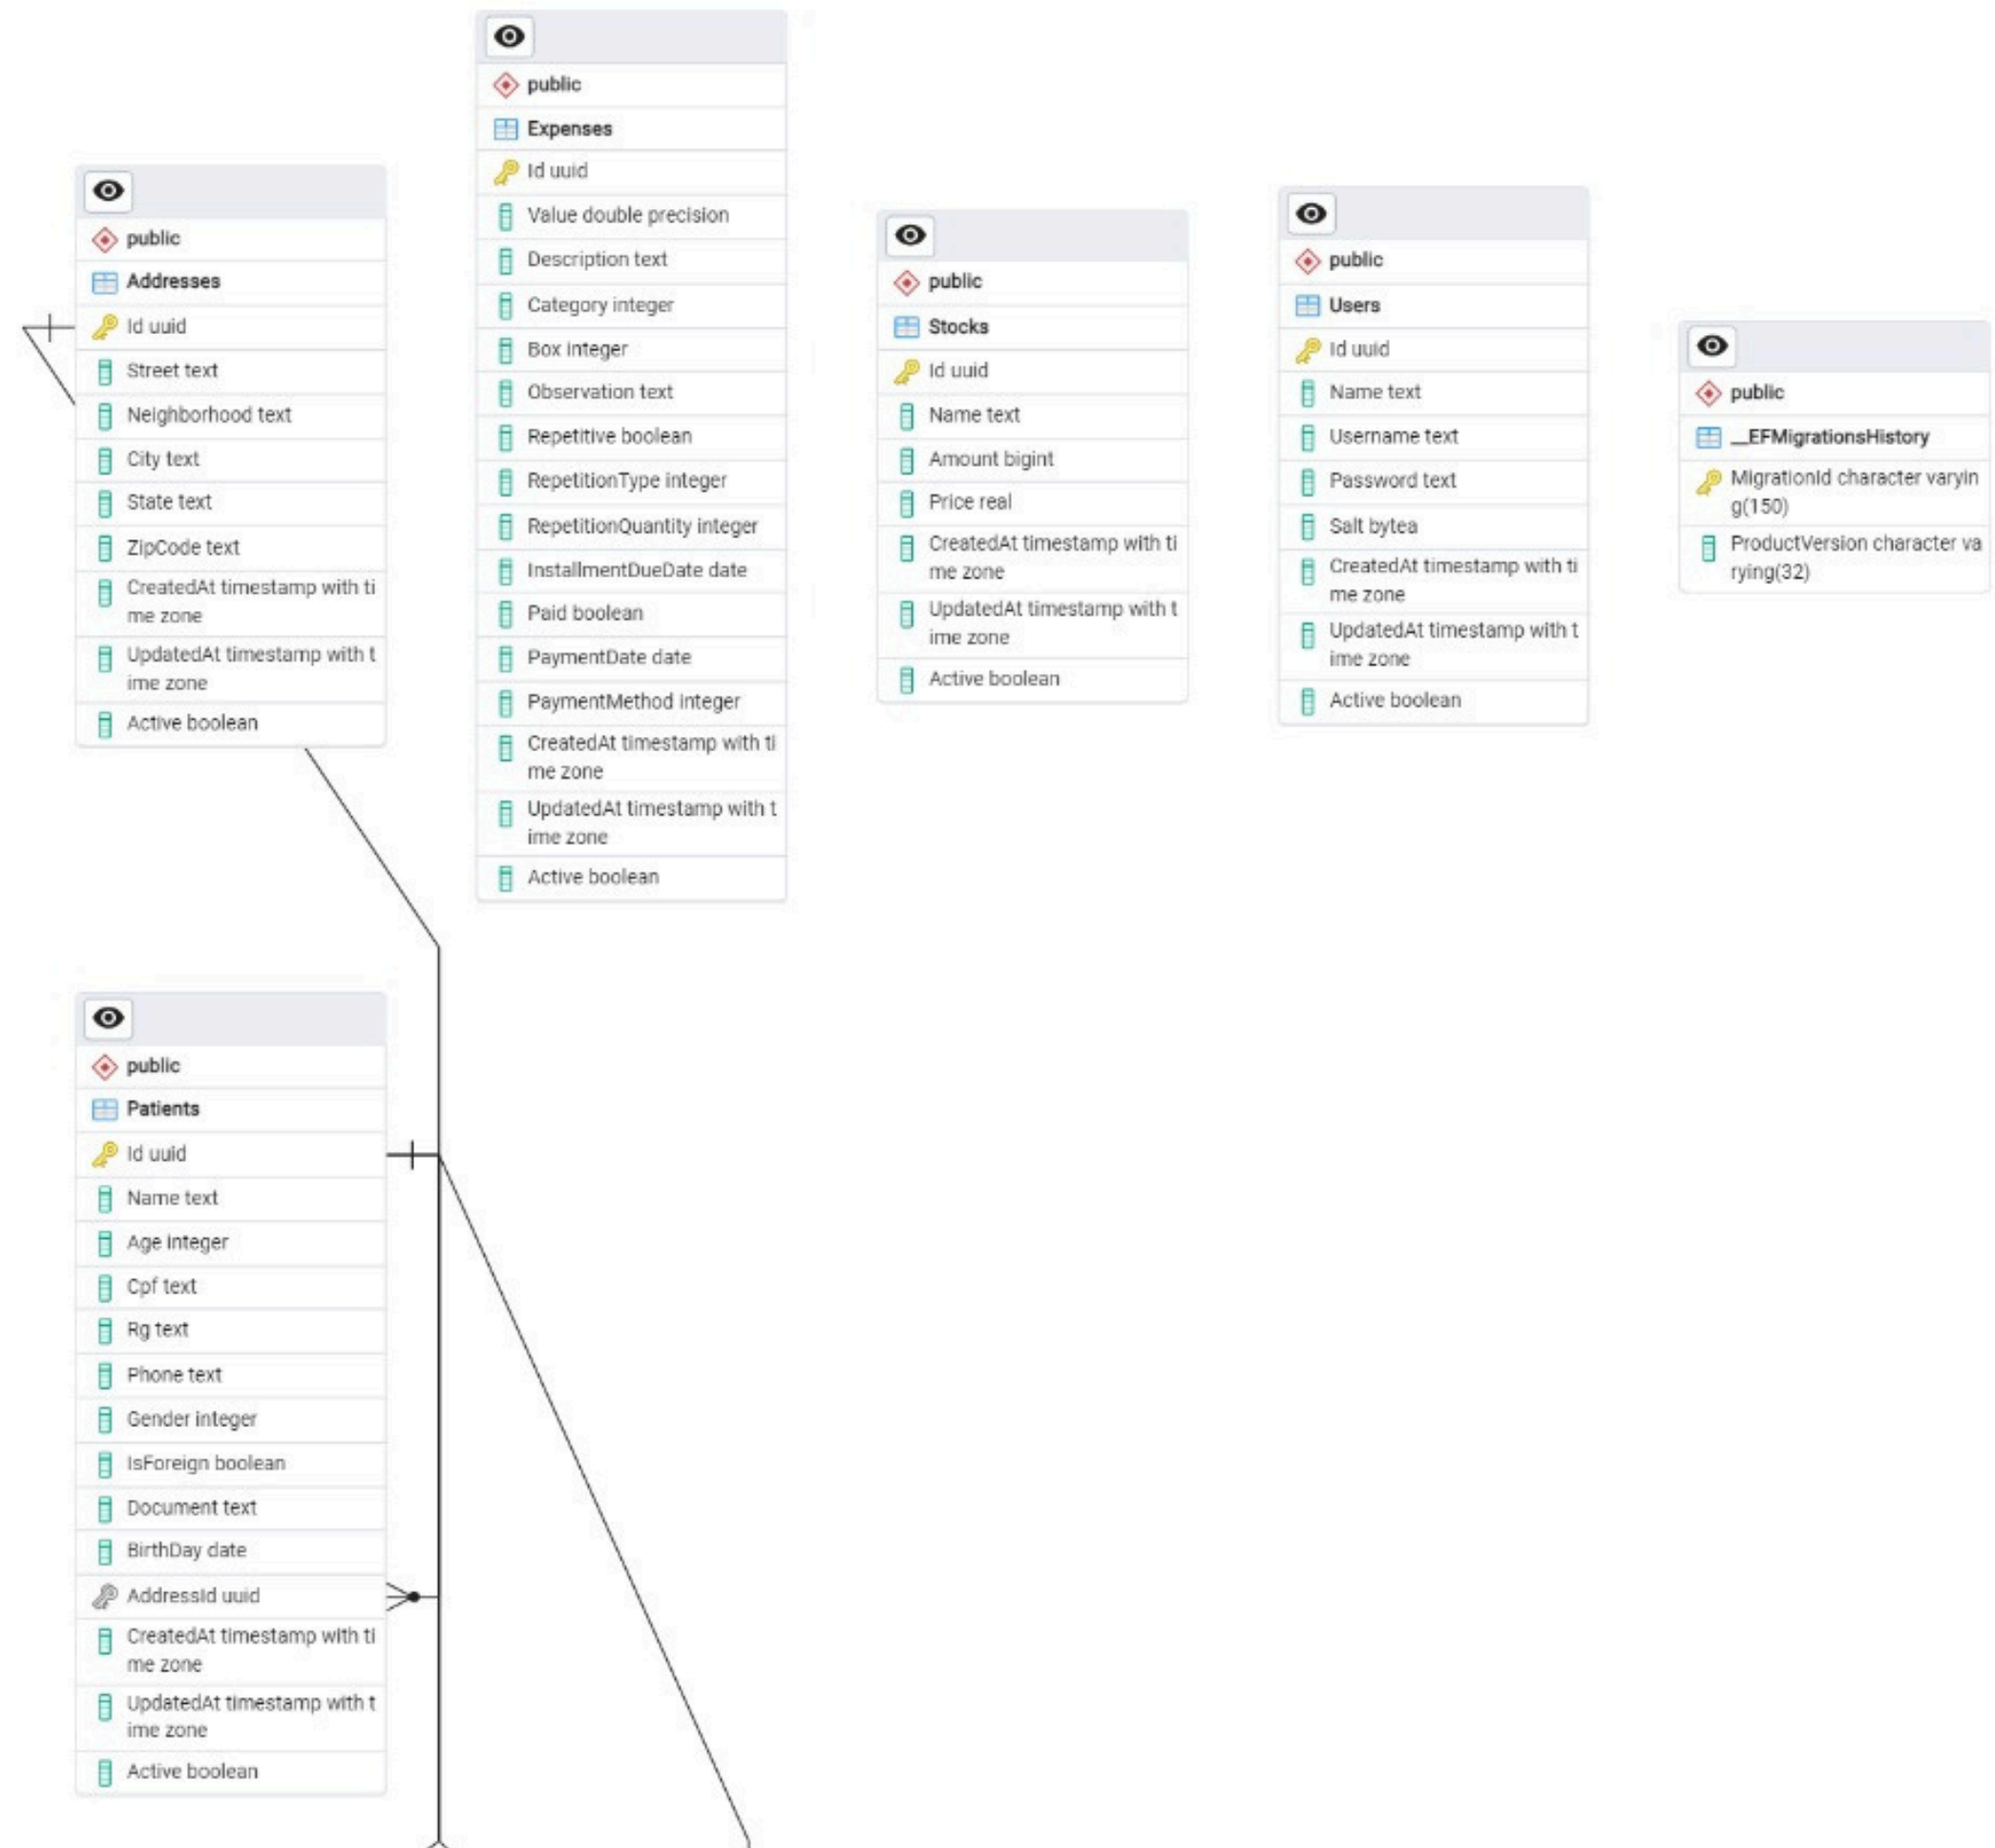 public
Addresses
Id uuid
Street text
Neighborhood text
City text
State text
ZipCode text
CreatedAt timestamp with ti
me zone
UpdatedAt timestamp with t
ime zone
Active boolean
public
Expenses
Id uuid
Value double precision
Description text
Category integer
Box integer
Observation text
Repetitive boolean
RepetitionType integer
RepetitionQuantity integer
InstallmentDueDate date
Paid boolean
PaymentDate date
PaymentMethod integer
CreatedAt timestamp with ti
me zone
UpdatedAt timestamp with t
ime zone
Active boolean
public
Stocks
Id uuid
Name text
Amount bigint
Price real
CreatedAt timestamp with ti
me zone
UpdatedAt timestamp with t
ime zone
Active boolean
public
Users
Id uuid
Name text
Username text
Password text
Salt bytea
CreatedAt timestamp with ti
me zone
UpdatedAt timestamp with t
ime zone
Active boolean
public
__EFMigrationsHistory
MigrationId character varyin
g(150)
ProductVersion character va
rying(32)
public
Patients
Id uuid
Name text
Age integer
Cpf text
Rg text
Phone text
Gender integer
IsForeign boolean
Document text
BirthDay date
AddressId uuid
CreatedAt timestamp with ti
me zone
UpdatedAt timestamp with t
ime zone
Active boolean